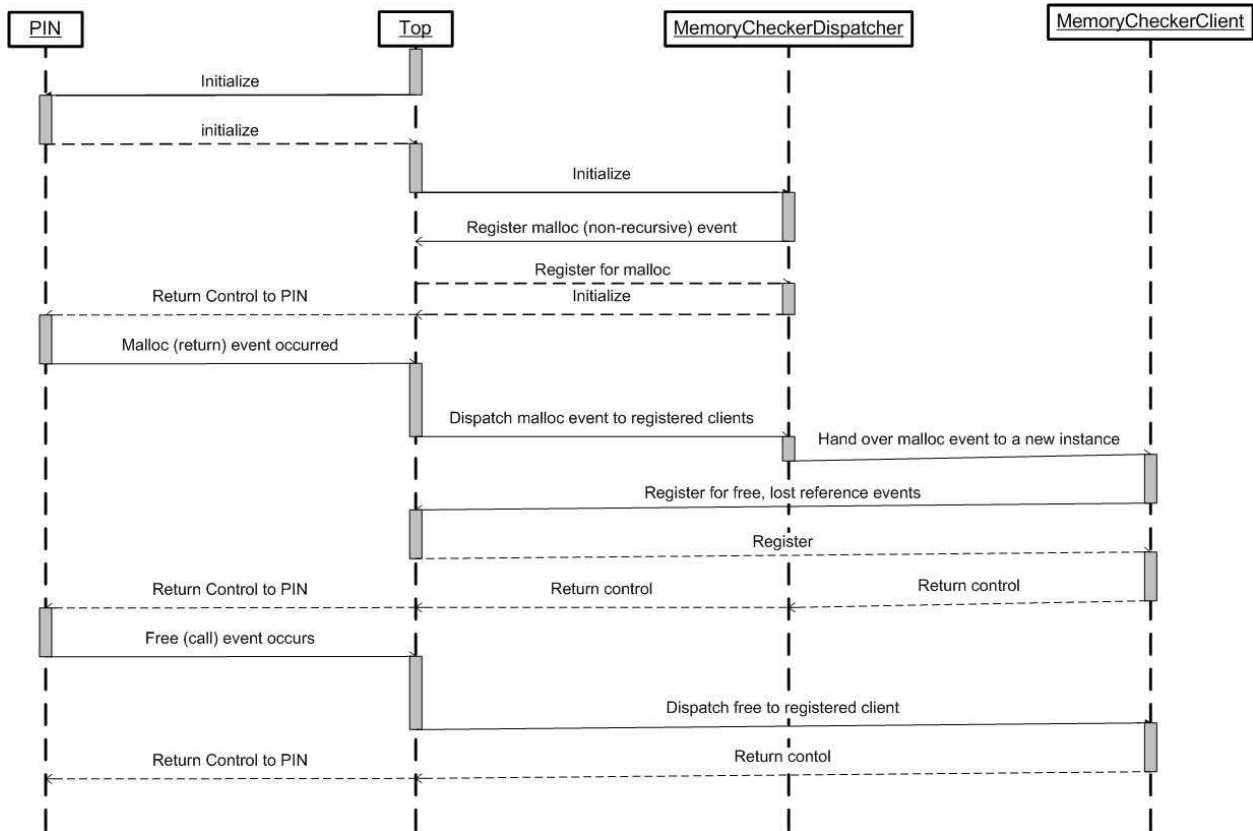 PIN
Top
MemoryCheckerDispatcher
MemoryCheckerClient
Initialize
initialize
Initialize
Register malloc (non-recursive) event
Register for malloc
Return Control to PIN
Initialize
Malloc (return) event occurred
Dispatch malloc event to registered clients
Hand over malloc event to a new instance
Register for free, lost reference events
Register
Return Control to PIN
Return control
Return control
Free (call) event occurs
Dispatch free to registered client
Return Control to PIN
Return contol